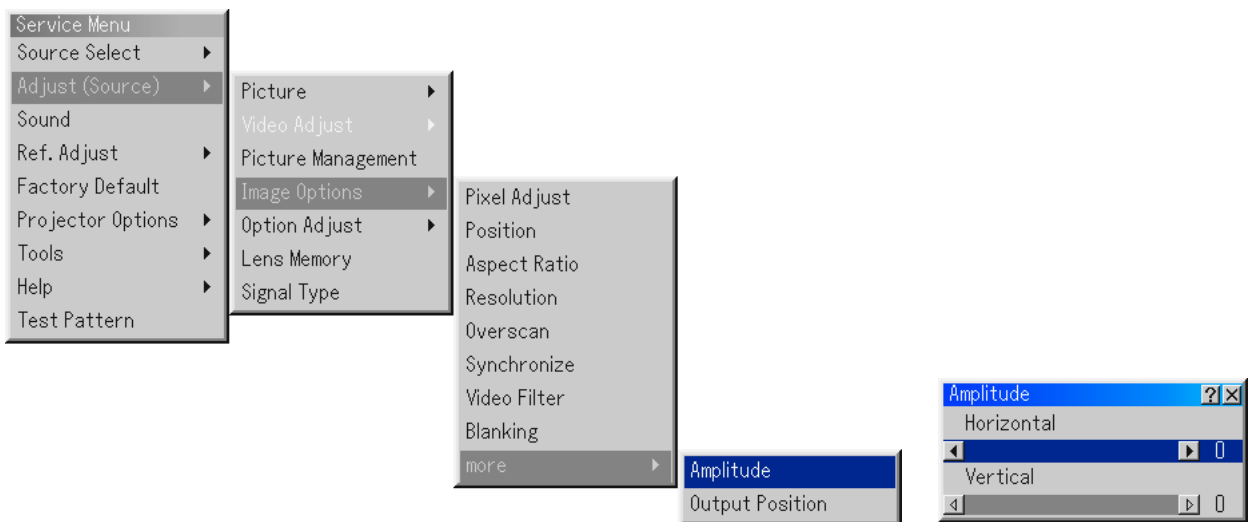 Service Menu
Source Select
Adjust (Source)
Sound
Ref. Adjust
Factory Default
Projector Options
Tools
Help
Test Pattern
Picture
Video Adjust
Picture Management
Image Options
Option Adjust
Lens Memory
Signal Type
Pixel Adjust
Position
Aspect Ratio
Resolution
Overscan
Synchronize
Video Filter
Blanking
more
Amplitude
Output Position
Amplitude ? ×
Horizontal
0
Vertical
0